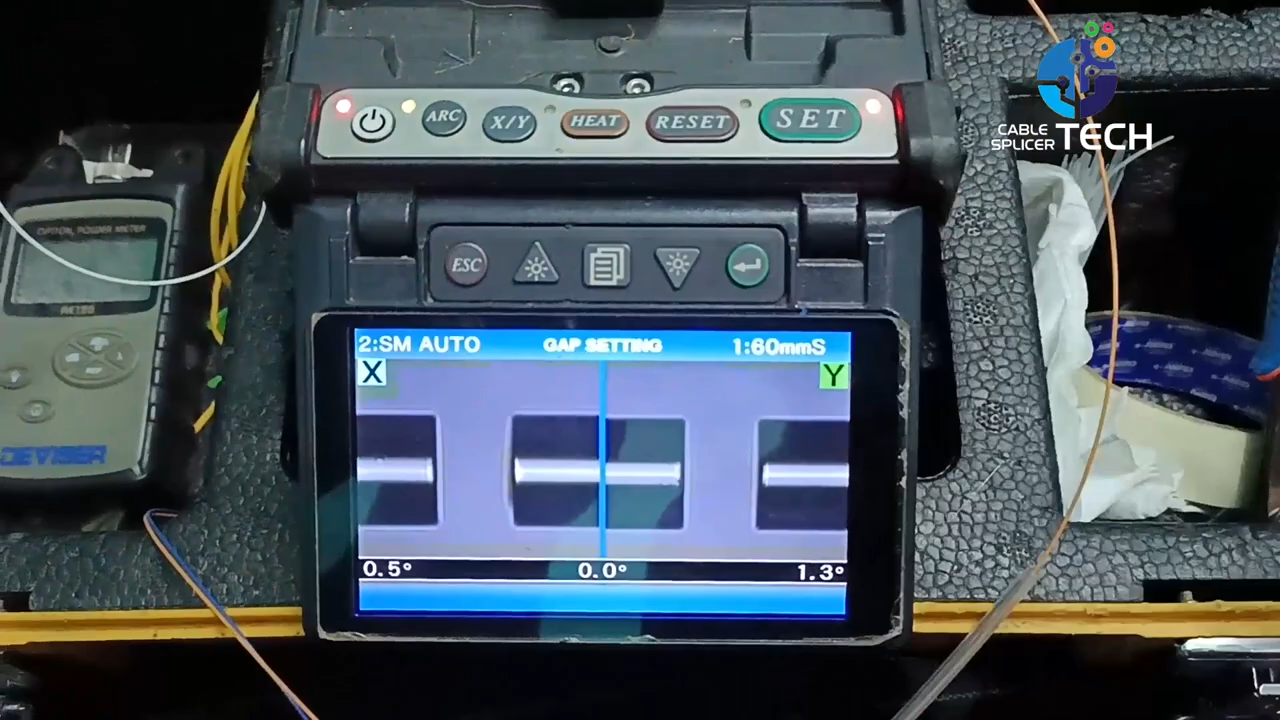 CABLE
SPLICER TECH
ARC
X/Y
HEAT
RESET
SET
OPTICAL POWER METER
ESC
2:SM AUTO
GAP SETTING
1:60mmS
X
Y
0.5°
0.0°
1.3°
DEVISER